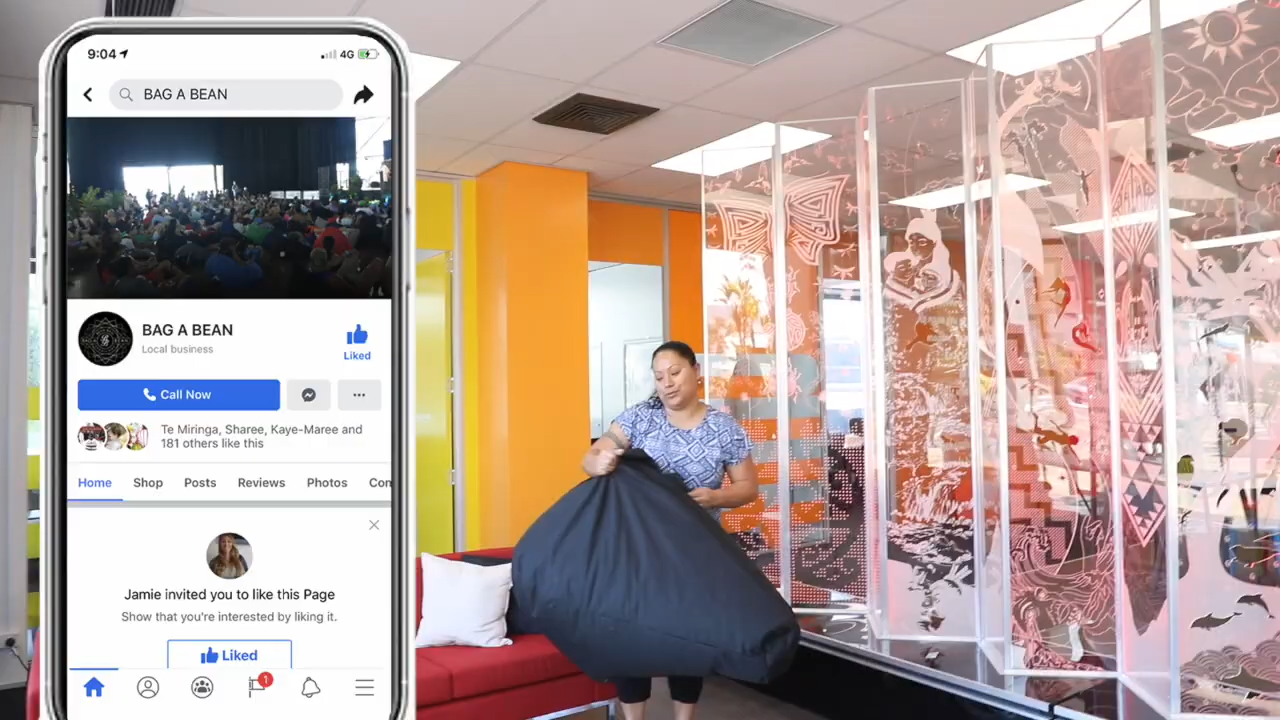 9:04
4G
BAG A BEAN
BAG A BEAN
Local business
Liked
Call Now
Te Miringa, Sharee, Kaye-Maree and
181 others like this
Home Shop Posts Reviews Photos Con
Jamie invited you to like this Page
Show that you're interested by liking it.
Liked
1